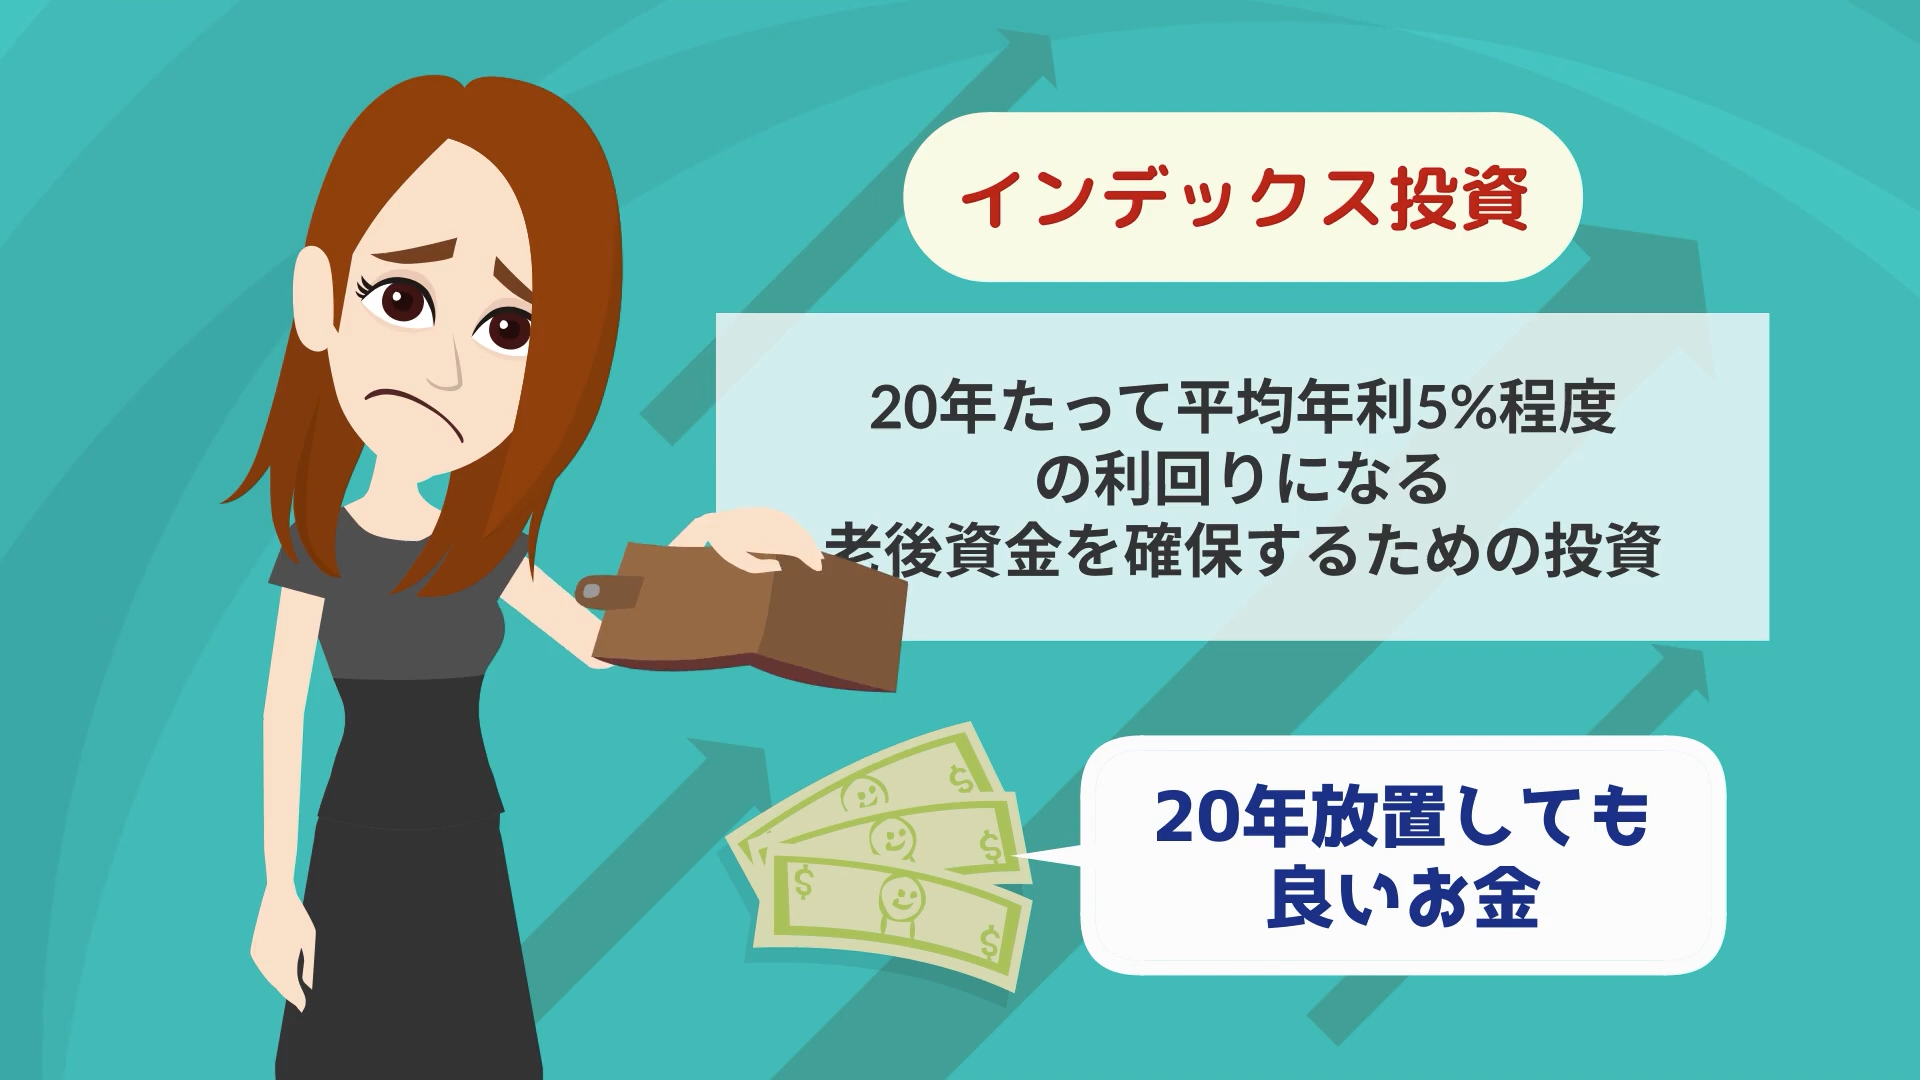 インデックス投資
20年たって平均年利5%程度
の利回りになる
老後資金を確保するための投資
20年放置しても
良いお金
$
$
$
$